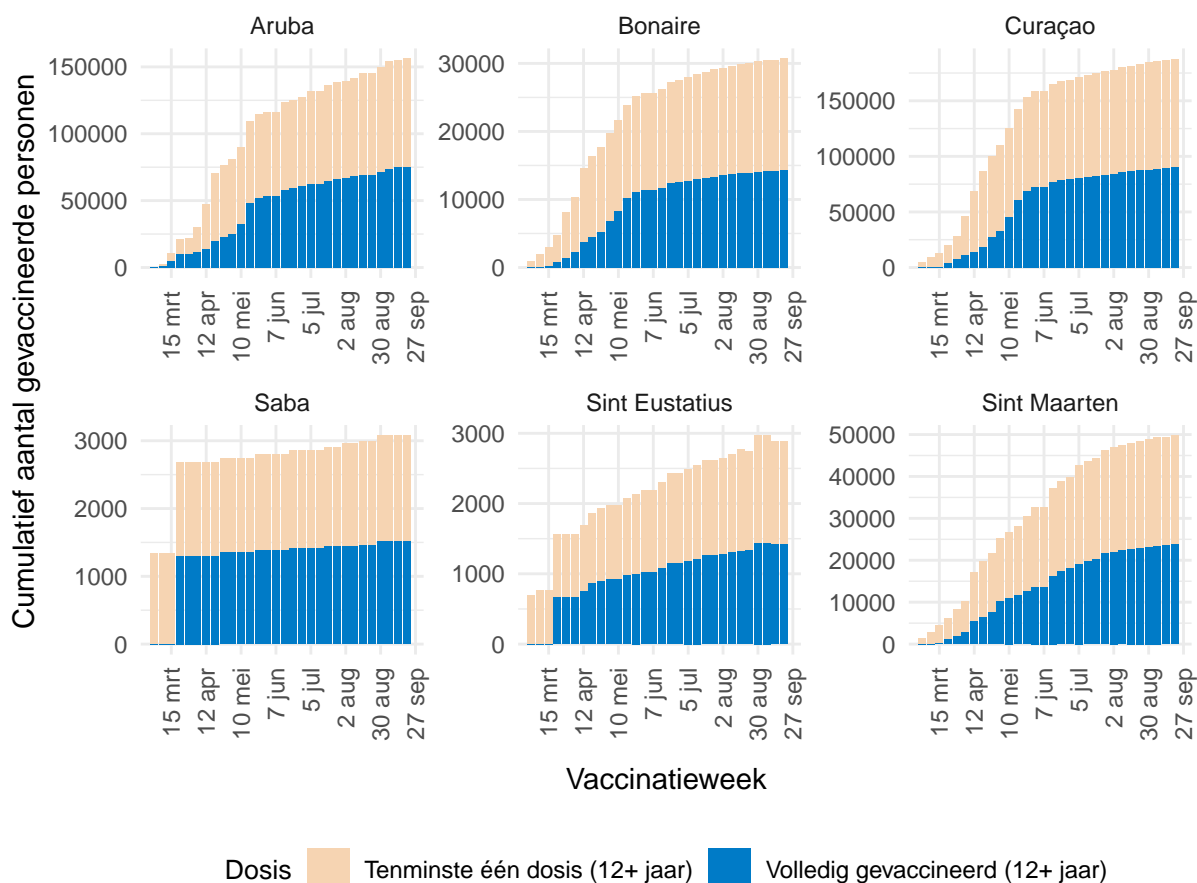 Aruba
Bonaire
Curaçao
Cumulatief aantal gevaccineerde personen
150000
100000
50000
0
30000
20000
10000
0
150000
100000
50000
0
15 mrt
12 apr
10 mei
7 jun
5 jul
2 aug
30 aug
27 sep
15 mrt
12 apr
10 mei
7 jun
5 jul
2 aug
30 aug
27 sep
15 mrt
12 apr
10 mei
7 jun
5 jul
2 aug
30 aug
27 sep
Saba
Sint Eustatius
Sint Maarten
3000
2000
1000
0
3000
2000
1000
0
50000
40000
30000
20000
10000
0
15 mrt
12 apr
10 mei
7 jun
5 jul
2 aug
30 aug
27 sep
15 mrt
12 apr
10 mei
7 jun
5 jul
2 aug
30 aug
27 sep
15 mrt
12 apr
10 mei
7 jun
5 jul
2 aug
30 aug
27 sep
Vaccinatieweek
Dosis Tenminste één dosis (12+ jaar) Volledig gevaccineerd (12+ jaar)